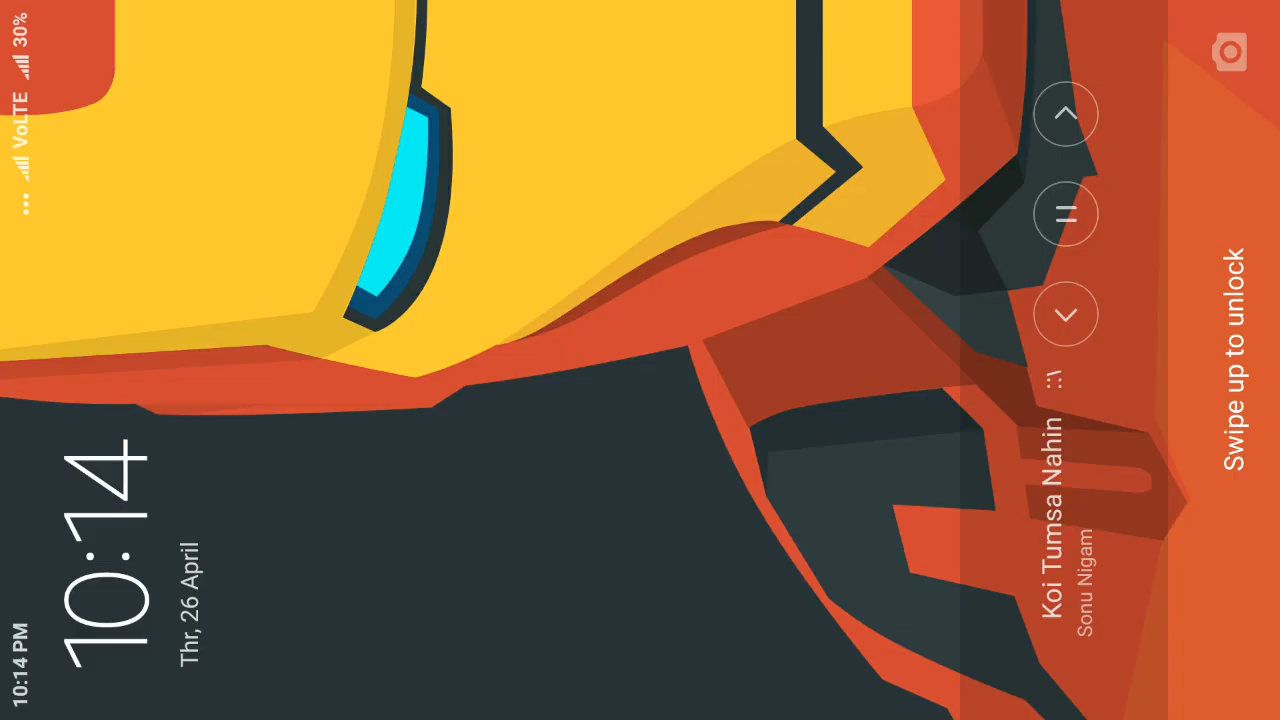 10:14 PM ... VoLTE 30%
10:14
Thr, 26 April
Koi Tumsa Nahin ::\
Sonu Nigam
Swipe up to unlock